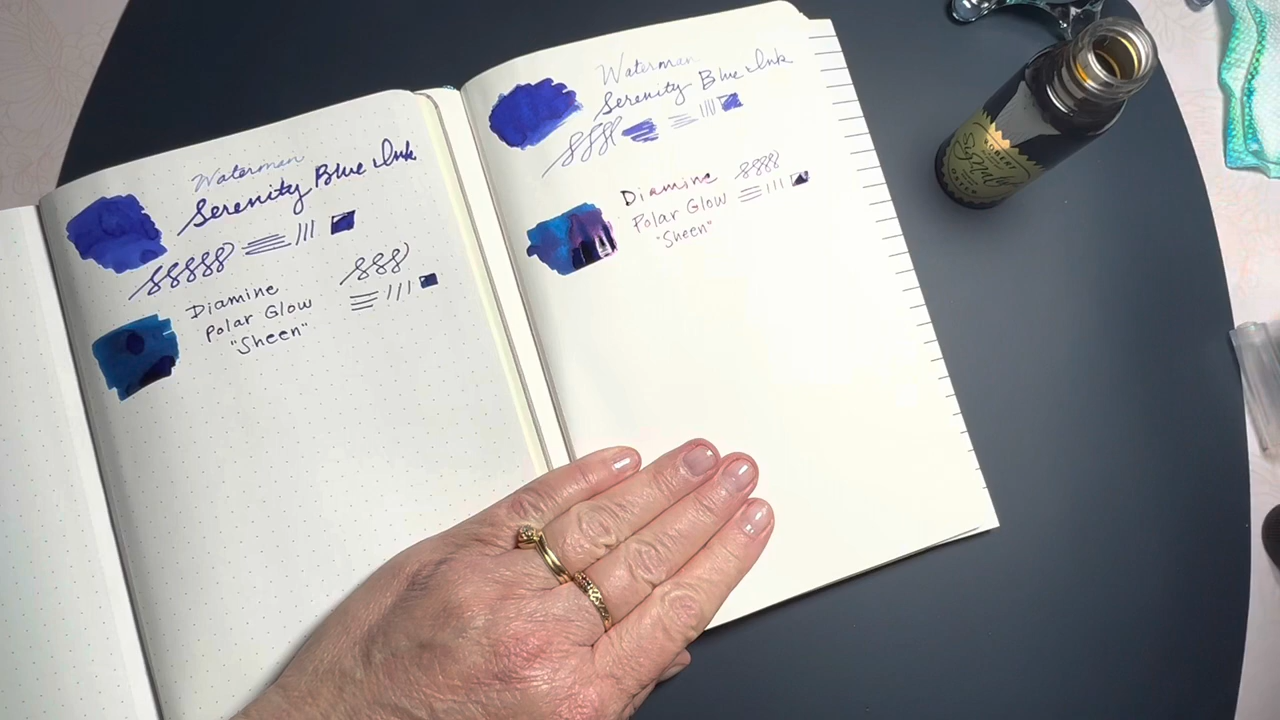 Waterman
Serenity Blue Ink
Diamine
Polar Glow
"Sheen"
Waterman
Serenity Blue Ink
Diamine
Polar Glow
"Sheen"